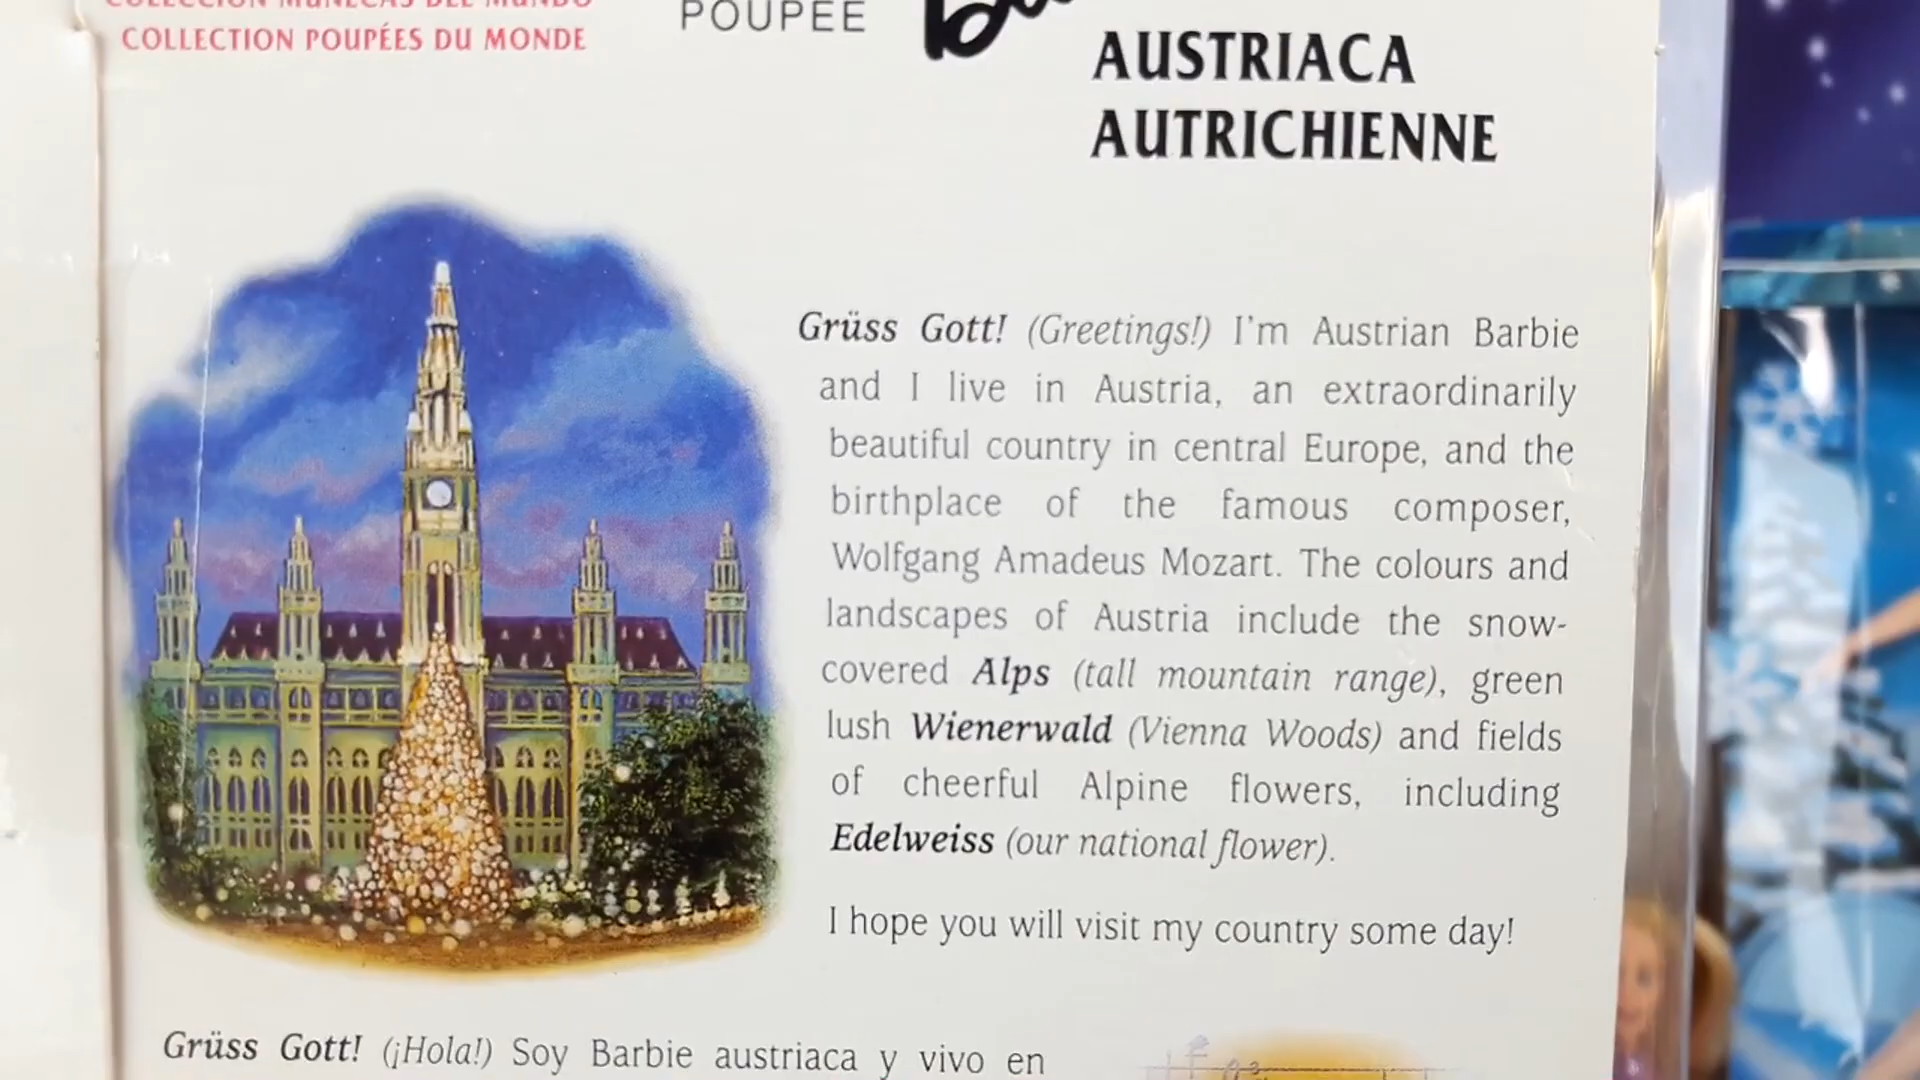 COLLECCIÓN MUÑECAS DEL MUNDO
COLLECTION POUPÉES DU MONDE
POUPÉE
AUSTRIACA
AUTRICHIENNE
Grüss Gott! (Greetings!) I'm Austrian Barbie
and I live in Austria, an extraordinarily
beautiful country in central Europe, and the
birthplace of the famous composer,
Wolfgang Amadeus Mozart. The colours and
landscapes of Austria include the snow-
covered Alps (tall mountain range), green
lush Wienerwald (Vienna Woods) and fields
of cheerful Alpine flowers, including
Edelweiss (our national flower).
I hope you will visit my country some day!
Grüss Gott! (¡Hola!) Soy Barbie austriaca y vivo en